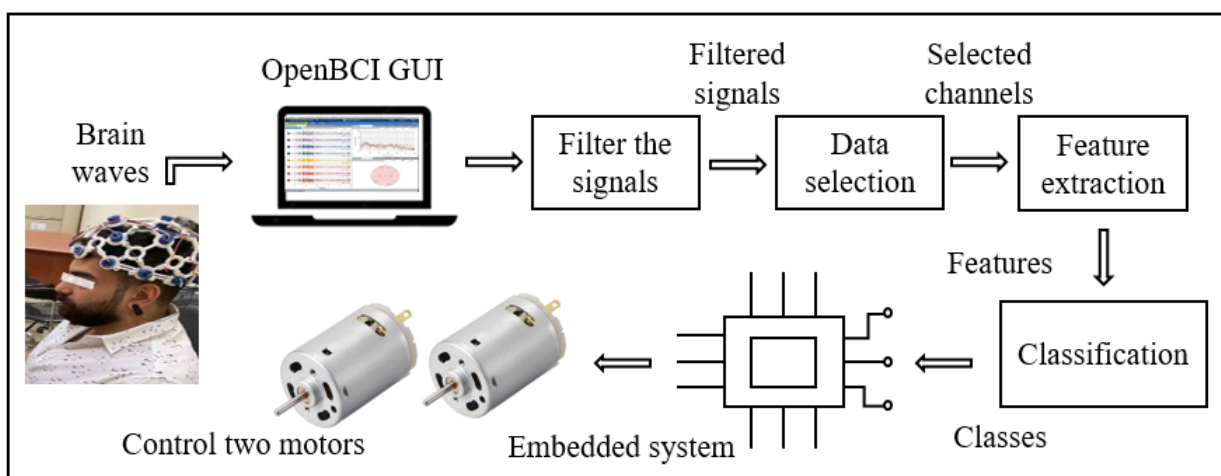 Brain
waves
OpenBCI GUI
Filter the
signals
Filtered
signals
Data
selection
Selected
channels
Feature
extraction
Features
Classification
Classes
Embedded system
Control two motors